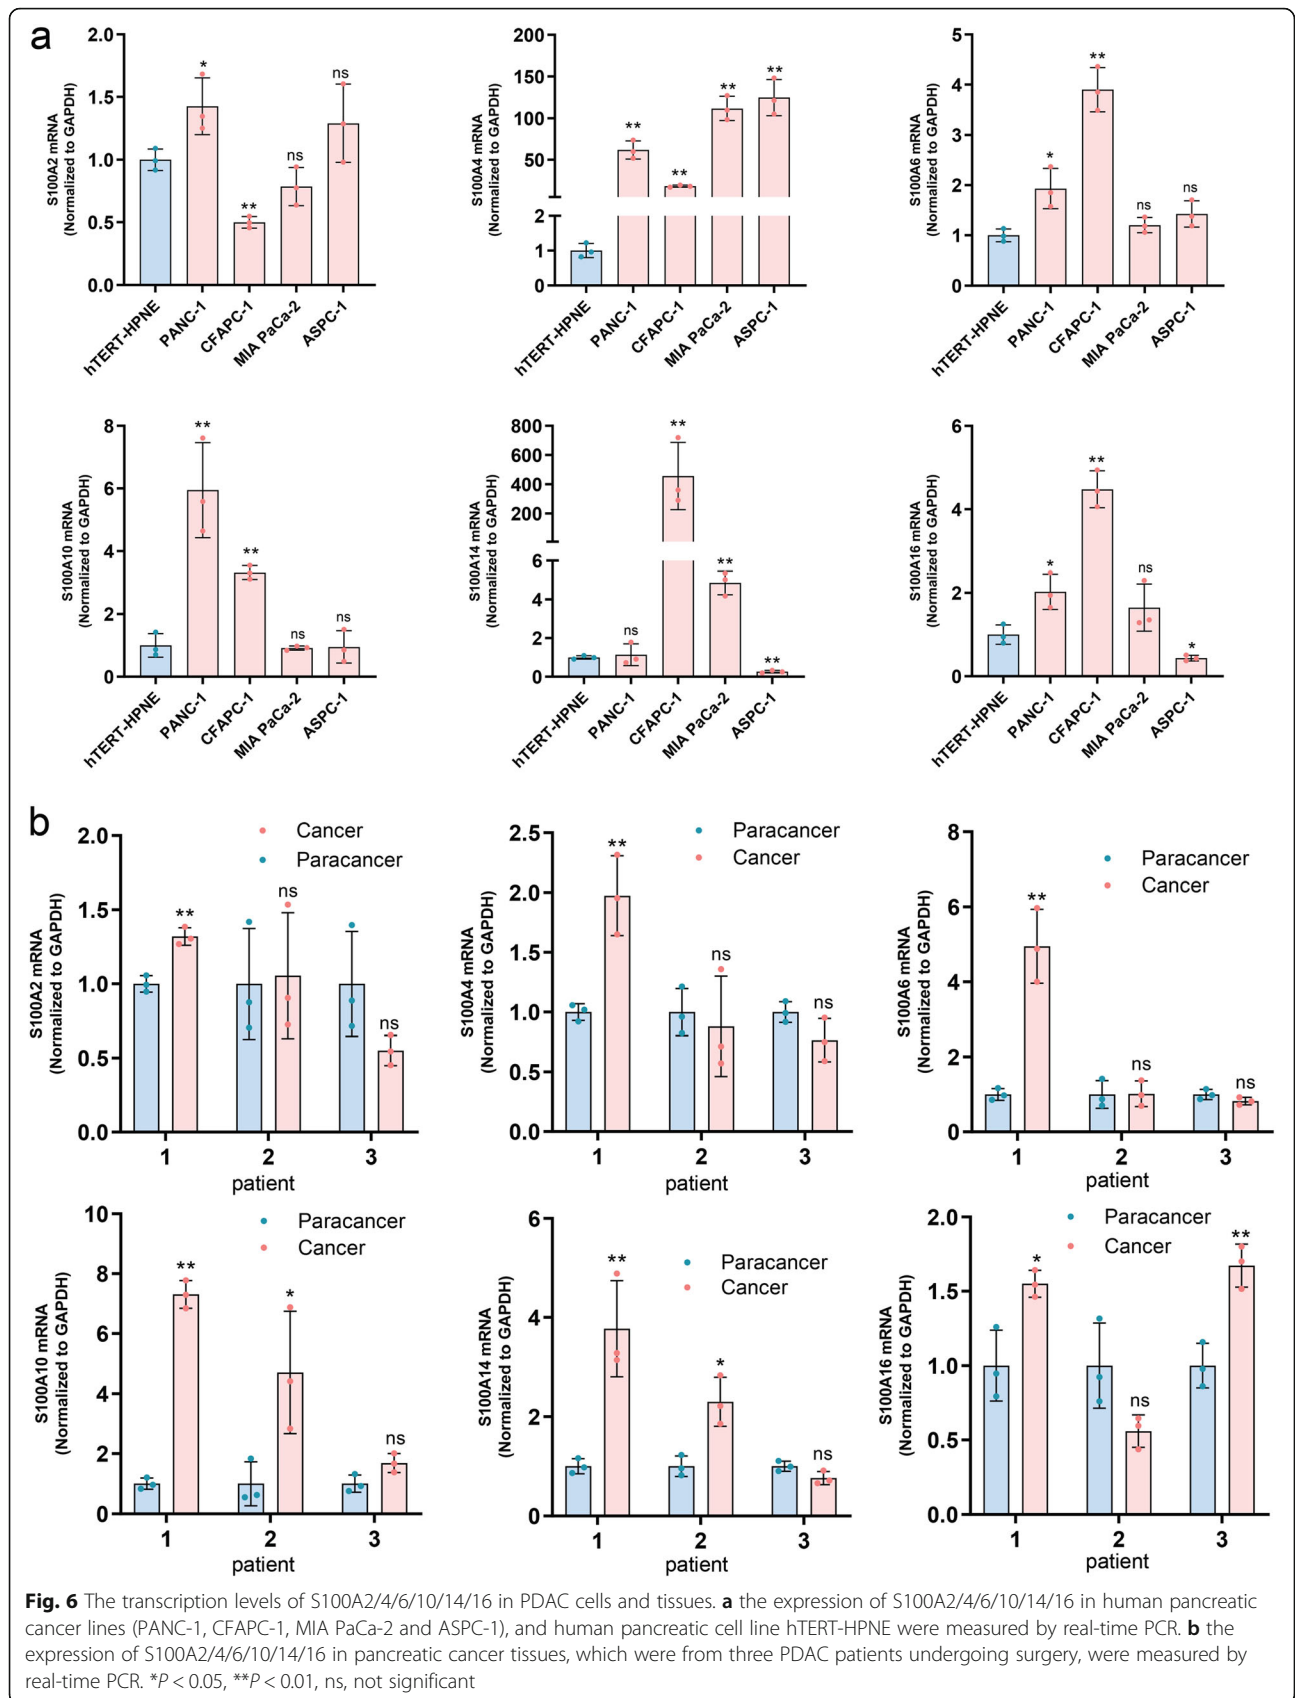 a
S100A2 mRNA
(Normalized to GAPDH)
2.0
1.5
1.0
0.5
0.0
*
**
ns
ns
hTERT-HPNE
PANC-1
CFAPC-1
MIA PaCa-2
ASPC-1
S100A4 mRNA
(Normalized to GAPDH)
200
150
100
50
2
1
0
**
**
**
**
hTERT-HPNE
PANC-1
CFAPC-1
MIA PaCa-2
ASPC-1
S100A6 mRNA
(Normalized to GAPDH)
5
4
3
2
1
0
*
**
ns
ns
hTERT-HPNE
PANC-1
CFAPC-1
MIA PaCa-2
ASPC-1
S100A10 mRNA
(Normalized to GAPDH)
8
6
4
2
0
**
**
ns
ns
hTERT-HPNE
PANC-1
CFAPC-1
MIA PaCa-2
ASPC-1
S100A14 mRNA
(Normalized to GAPDH)
800
600
400
200
6
4
2
0
ns
**
**
**
hTERT-HPNE
PANC-1
CFAPC-1
MIA PaCa-2
ASPC-1
S100A16 mRNA
(Normalized to GAPDH)
6
4
2
0
*
**
ns
*
hTERT-HPNE
PANC-1
CFAPC-1
MIA PaCa-2
ASPC-1
b
S100A2 mRNA
(Normalized to GAPDH)
2.0
1.5
1.0
0.5
0.0
Cancer
Paracancer
**
ns
ns
1 2 3
patient
S100A4 mRNA
(Normalized to GAPDH)
2.5
2.0
1.5
1.0
0.5
0.0
Paracancer
Cancer
**
ns
ns
1 2 3
patient
S100A6 mRNA
(Normalized to GAPDH)
8
6
4
2
0
Paracancer
Cancer
**
ns
ns
1 2 3
patient
S100A10 mRNA
(Normalized to GAPDH)
10
8
6
4
2
0
Paracancer
Cancer
**
*
ns
1 2 3
patient
S100A14 mRNA
(Normalized to GAPDH)
6
4
2
0
Paracancer
Cancer
**
*
ns
1 2 3
patient
S100A16 mRNA
(Normalized to GAPDH)
2.0
1.5
1.0
0.5
0.0
Paracancer
Cancer
*
ns
**
1 2 3
patient
Fig. 6 The transcription levels of S100A2/4/6/10/14/16 in PDAC cells and tissues. a the expression of S100A2/4/6/10/14/16 in human pancreatic
cancer lines (PANC-1, CFAPC-1, MIA PaCa-2 and ASPC-1), and human pancreatic cell line hTERT-HPNE were measured by real-time PCR. b the
expression of S100A2/4/6/10/14/16 in pancreatic cancer tissues, which were from three PDAC patients undergoing surgery, were measured by
real-time PCR. *P < 0.05, **P < 0.01, ns, not significant